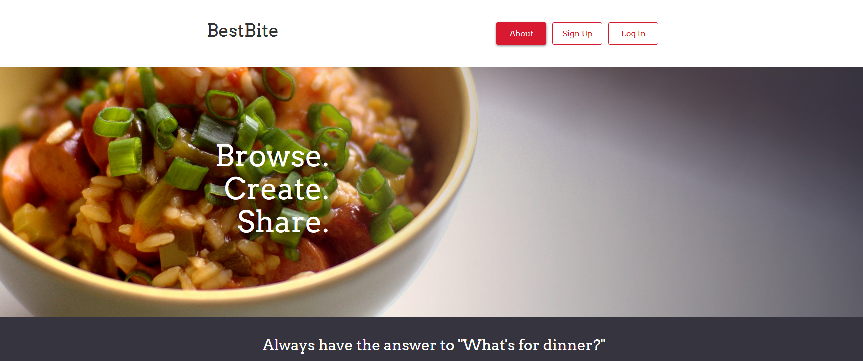 BestBite
About
Sign Up
Log in
Browse.
Create.
Share.
Always have the answer to "What's for dinner?"